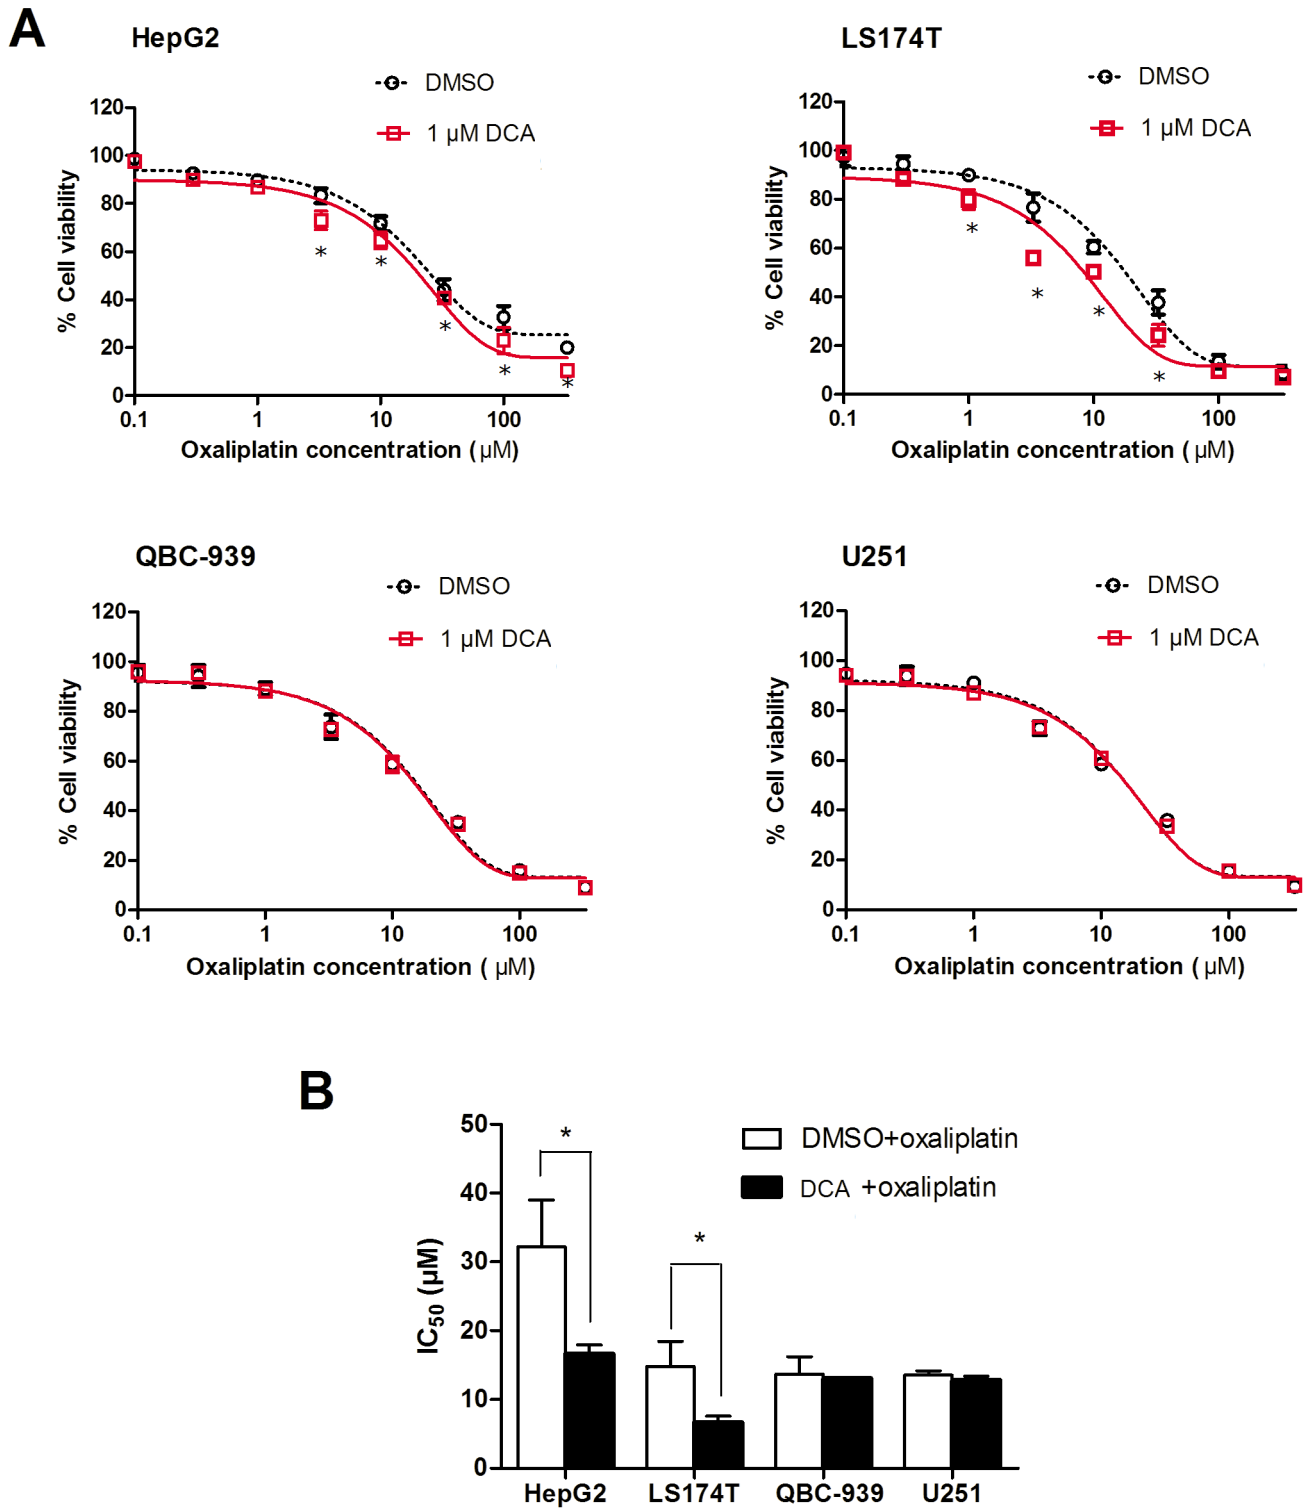 A
HepG2
DMSO
1 µM DCA
120
100
80
60
40
20
0
% Cell viability
*
*
*
*
*
0.1 1 10 100
Oxaliplatin concentration ( µM)
LS174T
DMSO
1 µM DCA
120
100
80
60
40
20
0
% Cell viability
*
*
*
*
0.1 1 10 100
Oxaliplatin concentration ( µM)
QBC-939
DMSO
1 µM DCA
120
100
80
60
40
20
0
% Cell viability
0.1 1 10 100
Oxaliplatin concentration ( µM)
U251
DMSO
1 µM DCA
120
100
80
60
40
20
0
% Cell viability
0.1 1 10 100
Oxaliplatin concentration ( µM)
B
DMSO+oxaliplatin
DCA +oxaliplatin
50
40
30
20
10
0
IC50 (µM)
*
*
HepG2 LS174T QBC-939 U251